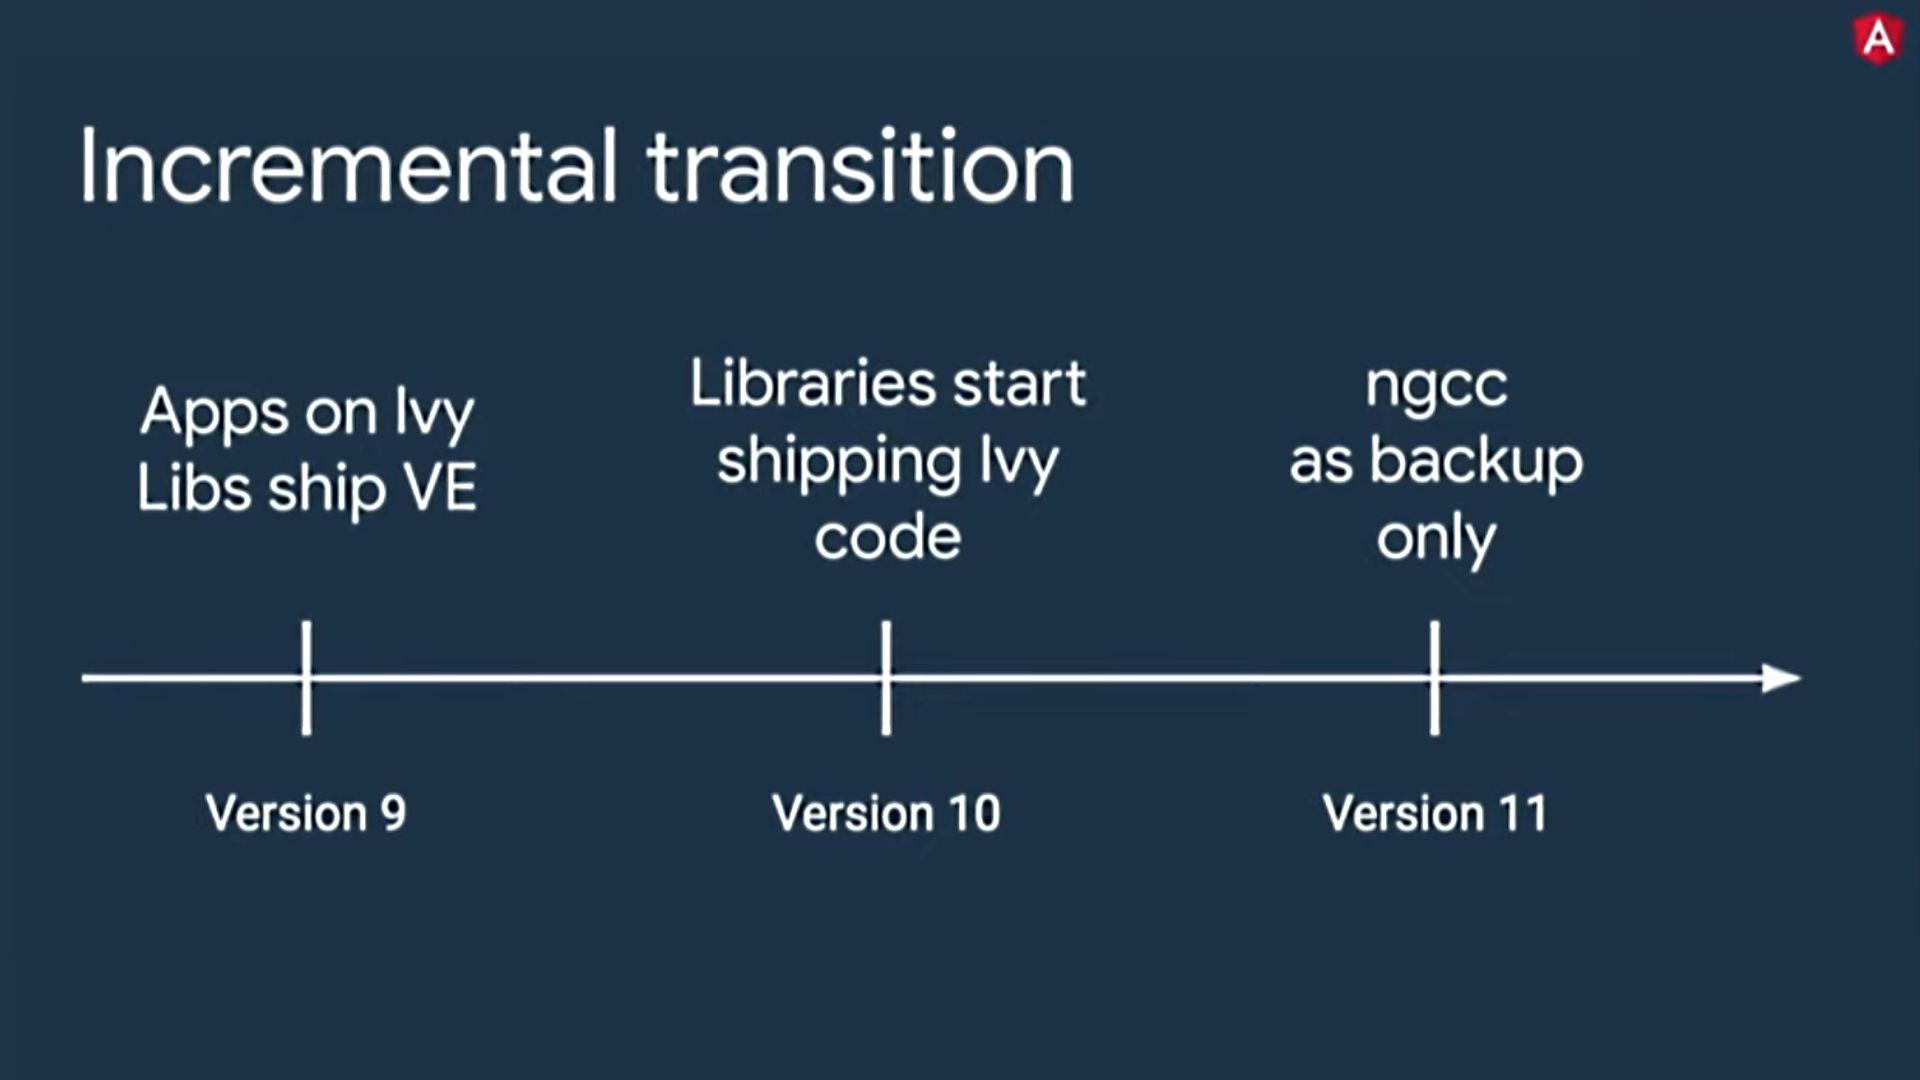 Incremental transition
Apps on Ivy
Libs ship VE
Libraries start
shipping Ivy
code
ngcc
as backup
only
Version 9
Version 10
Version 11